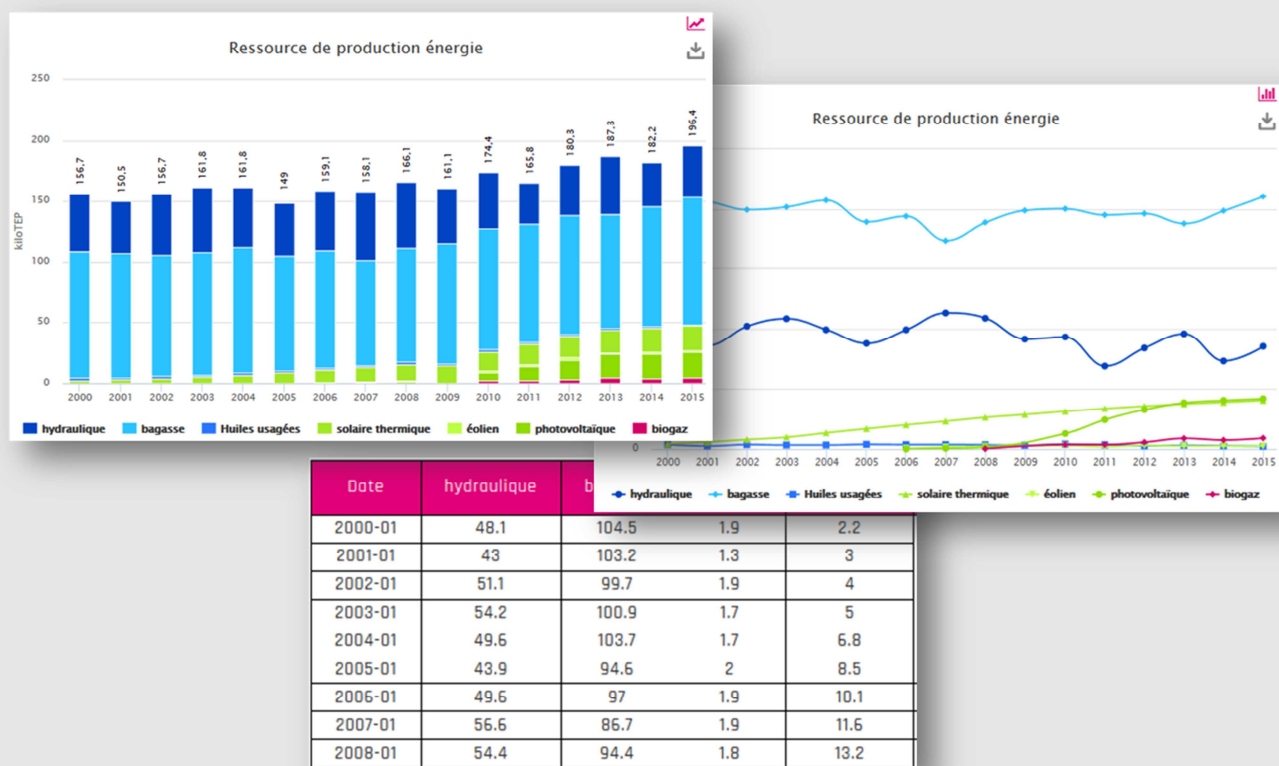 Ressource de production énergie
250
200
150
100
50
0
kiloTEP
156,7 150,5 156,7 161,8 161,8 149 159,1 158,1 166,1 161,1 174,4 165,8 180,3 187,3 182,2 196,4
2000 2001 2002 2003 2004 2005 2006 2007 2008 2009 2010 2011 2012 2013 2014 2015
hydraulique bagasse Huiles usagées solaire thermique éolien photovoltaïque biogaz
Ressource de production énergie
0
2000 2001 2002 2003 2004 2005 2006 2007 2008 2009 2010 2011 2012 2013 2014 2015
hydraulique bagasse Huiles usagées solaire thermique éolien photovoltaïque biogaz
Date hydraulique b
2000-01 48.1 104.5 1.9 2.2
2001-01 43 103.2 1.3 3
2002-01 51.1 99.7 1.9 4
2003-01 54.2 100.9 1.7 5
2004-01 49.6 103.7 1.7 6.8
2005-01 43.9 94.6 2 8.5
2006-01 49.6 97 1.9 10.1
2007-01 56.6 86.7 1.9 11.6
2008-01 54.4 94.4 1.8 13.2